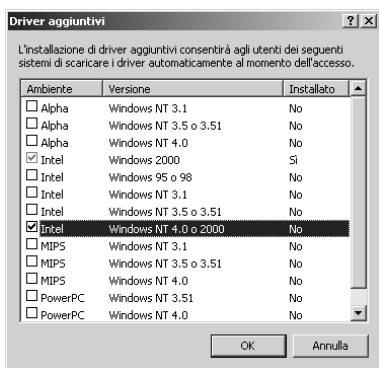 Driver aggiuntivi
L'installazione di driver aggiuntivi consentirà agli utenti dei seguenti
sistemi di scaricare i driver automaticamente al momento dell'accesso.
Ambiente Versione Installato
Alpha Windows NT 3.1 No
Alpha Windows NT 3.5 o 3.51 No
Alpha Windows NT 4.0 No
Intel Windows 2000 Sì
Intel Windows 95 o 98 No
Intel Windows NT 3.1 No
Intel Windows NT 3.5 o 3.51 No
Intel Windows NT 4.0 o 2000 No
MIPS Windows NT 3.1 No
MIPS Windows NT 3.5 o 3.51 No
MIPS Windows NT 4.0 No
PowerPC Windows NT 3.51 No
PowerPC Windows NT 4.0 No
OK Annulla